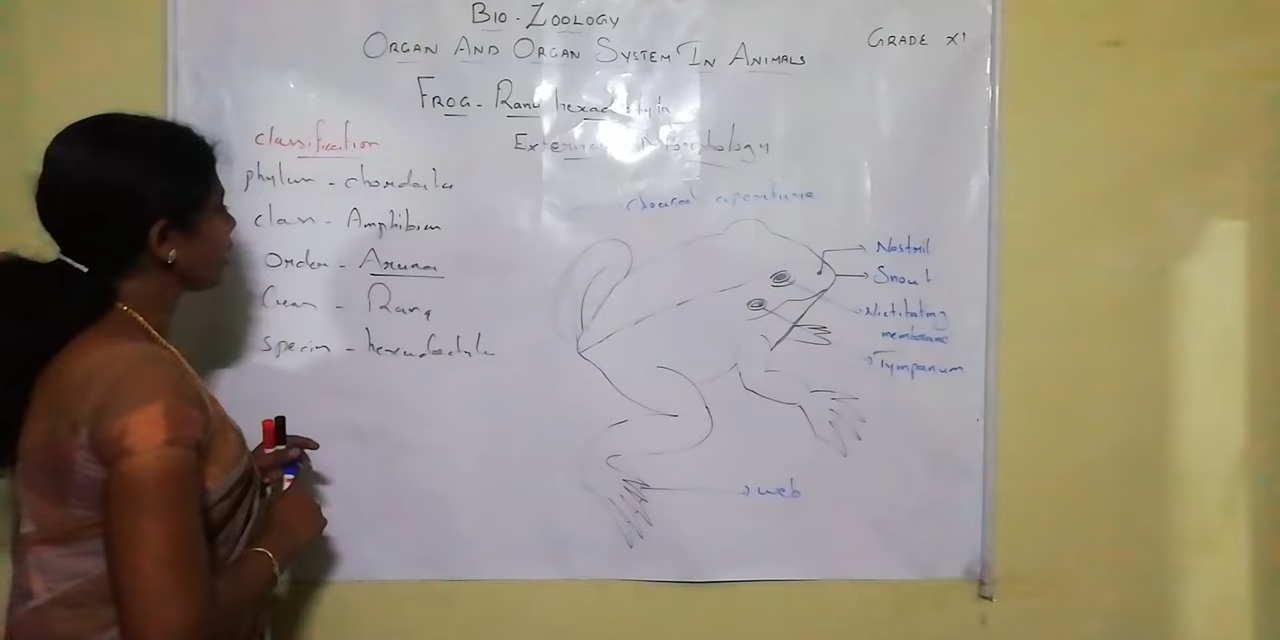 BIO-ZOOLOGY
GRADE XI
ORGAN AND ORGAN SYSTEM IN ANIMALS
FROG - Rana hexadactyla
classification
External Morphology
phylum - chordata
cloacal aperture
class - Amphibian
Nostril
Order - Anura
Snout
Genus - Rana
Nictitating
membrane
species - hexadactyla
Tympanum
web